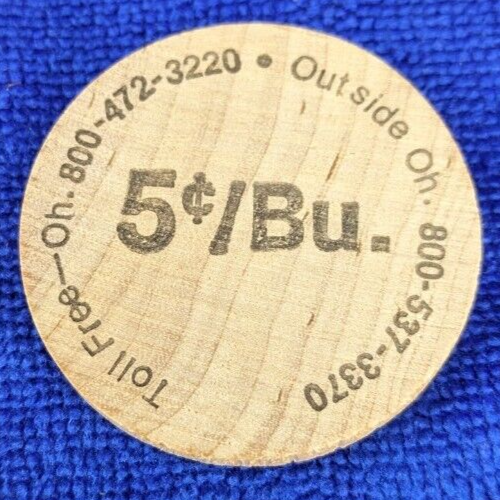 Toll Free—Oh. 800-472-3220 • Outside Oh. 800-537-3370
5¢/Bu.